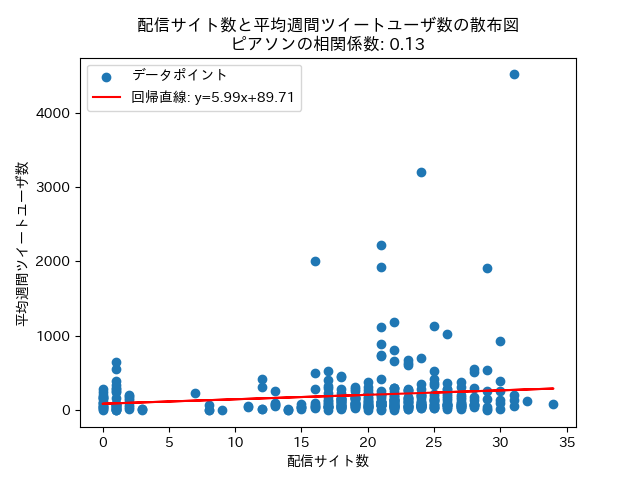 配信サイト数と平均週間ツイートユーザ数の散布図
ピアソンの相関係数: 0.13
データポイント
回帰直線: y=5.99x+89.71
平均週間ツイートユーザ数
4000
3000
2000
1000
0
0 5 10 15 20 25 30 35
配信サイト数